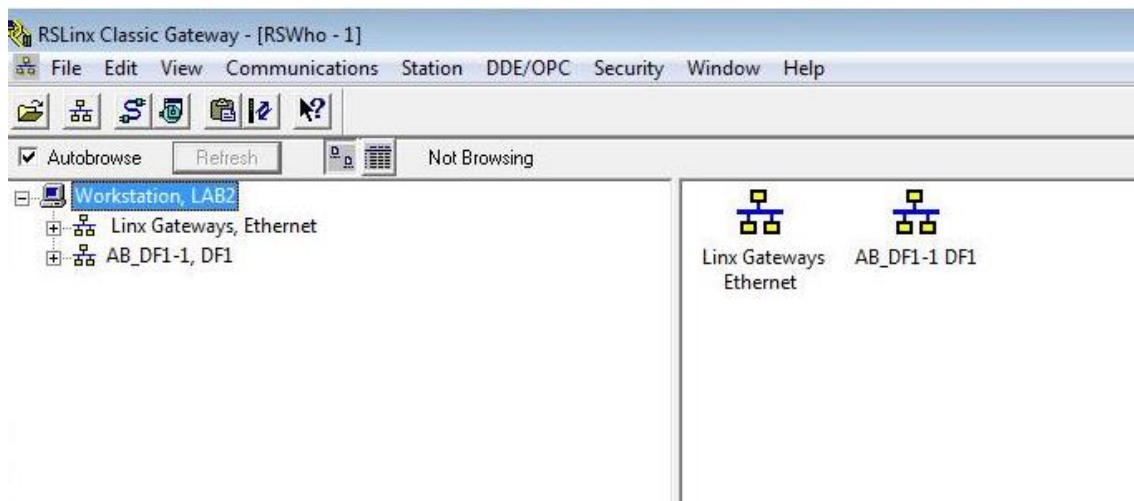 RSLinx Classic Gateway - [RSWho - 1]
File Edit View Communications Station DDE/OPC Security Window Help
Autobrowse Refresh Not Browsing
Workstation, LAB2
Linx Gateways, Ethernet
AB_DF1-1, DF1
Linx Gateways Ethernet
AB_DF1-1 DF1